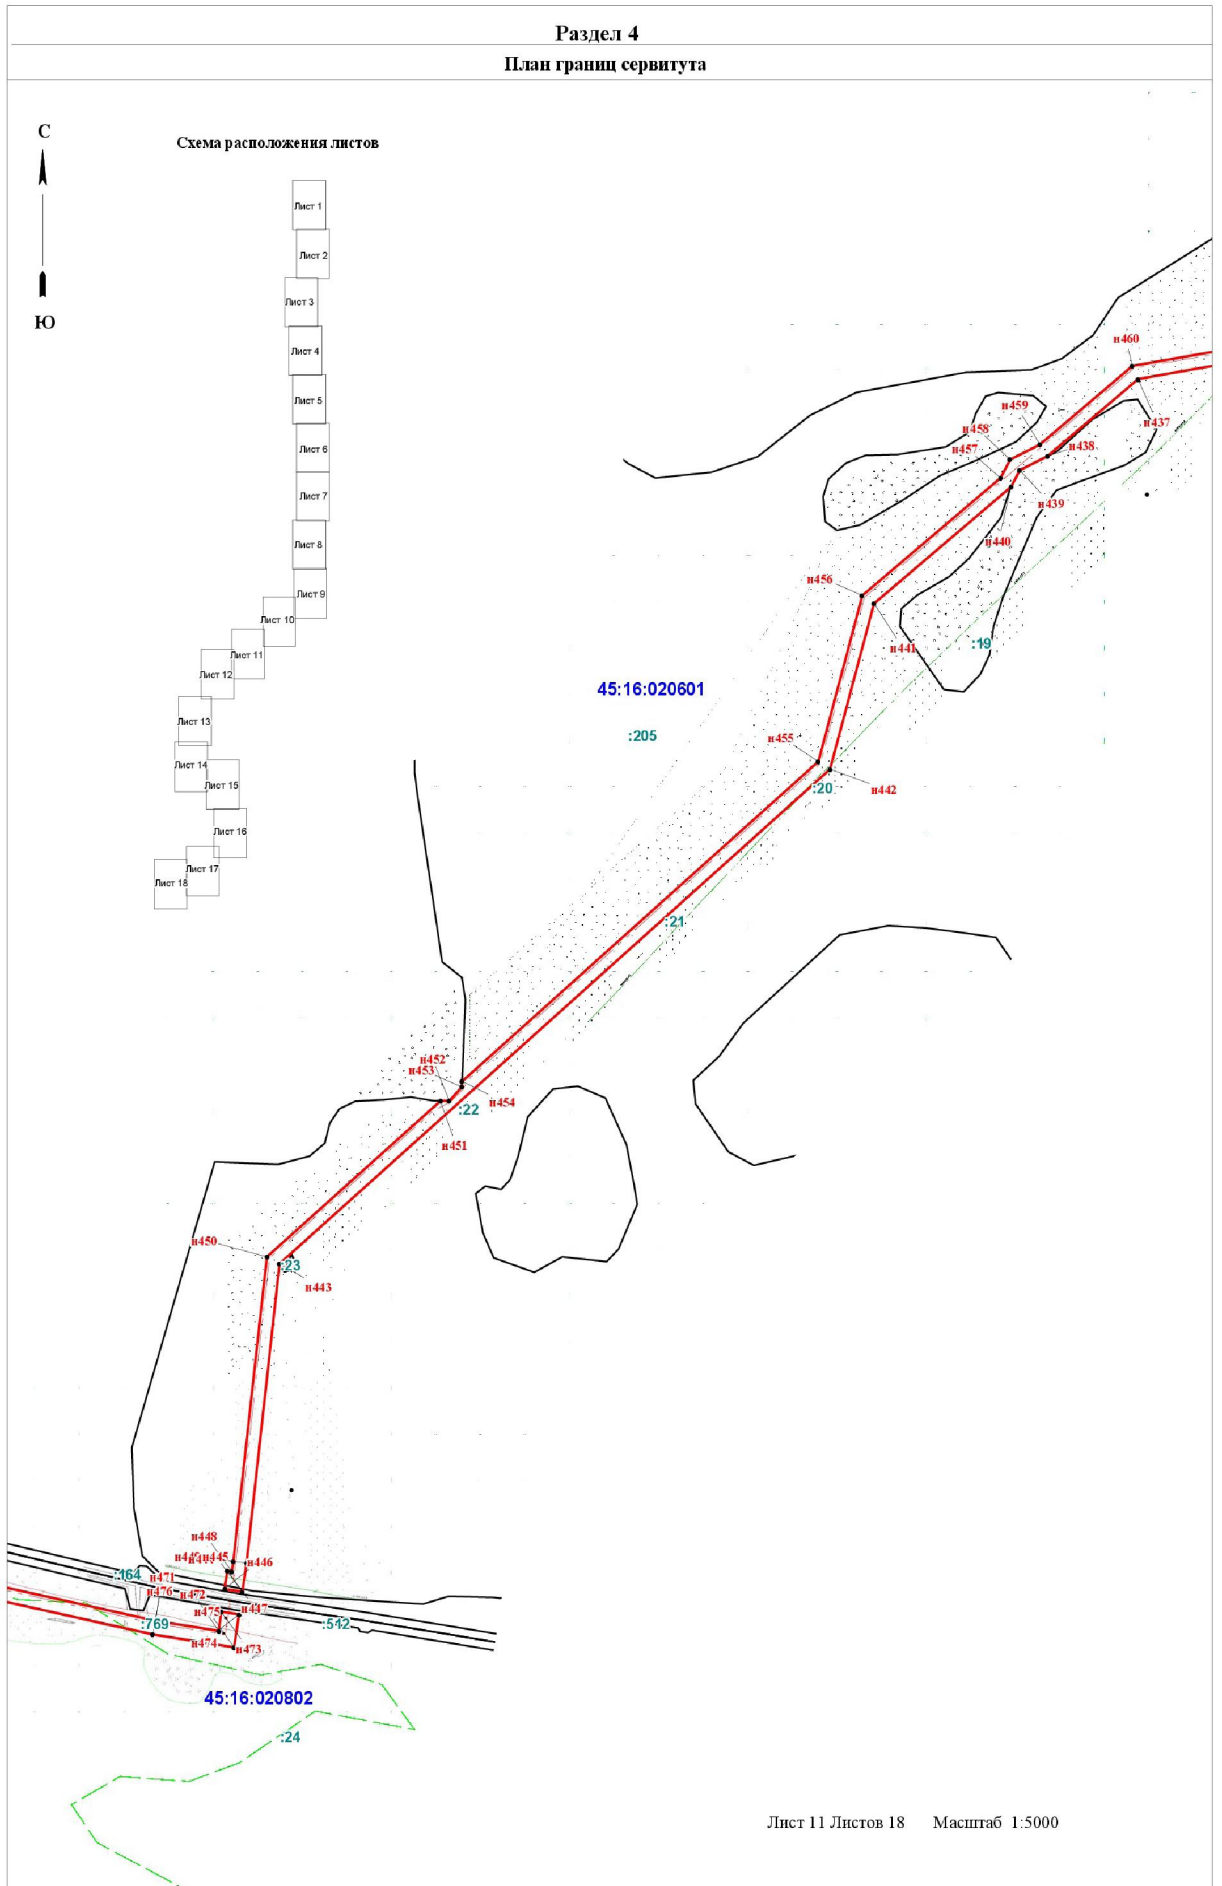 Раздел 4
План границ сервитута
С
Ю
Схема расположения листов
Лист 1
Лист 2
Лист 3
Лист 4
Лист 5
Лист 6
Лист 7
Лист 8
Лист 9
Лист 10
Лист 11
Лист 12
Лист 13
Лист 14
Лист 15
Лист 16
Лист 17
Лист 18
н460
н459
н437
н458
н438
н457
н439
н440
н456
н441
:19
45:16:020601
:205
н455
:20
н442
:21
н452
н453
н454
:22
н451
н450
:23
н443
н448
н445
н446
:164
н471
н476
н472
н447
н475
:769
:542
н474
н473
45:16:020802
:24
Лист 11 Листов 18 Масштаб 1:5000